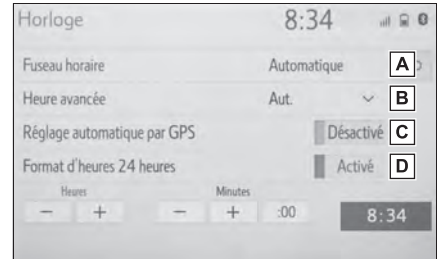 Horloge 8:34
Fuseau horaire Automatique A
Heure avancée Aut. B
Réglage automatique par GPS Désactivé C
Format d'heures 24 heures Activé D
Heures Minutes
− + − + :00 8:34